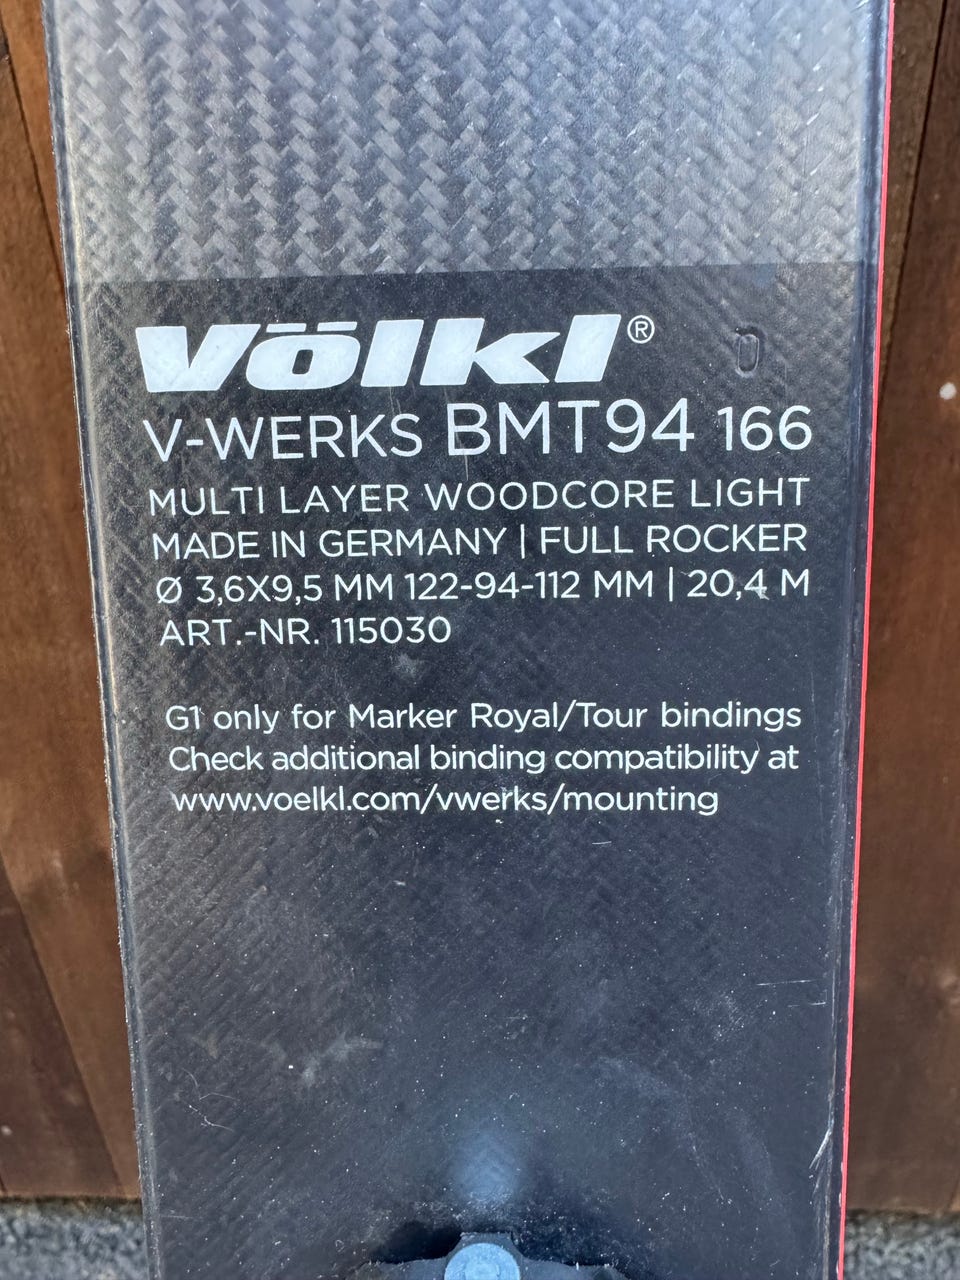 Völkl®
V-WERKS BMT94 166
MULTI LAYER WOODCORE LIGHT
MADE IN GERMANY | FULL ROCKER
Ø 3,6X9,5 MM 122-94-112 MM | 20,4 M
ART.-NR. 115030
G1 only for Marker Royal/Tour bindings
Check additional binding compatibility at
www.voelkl.com/vwerks/mounting